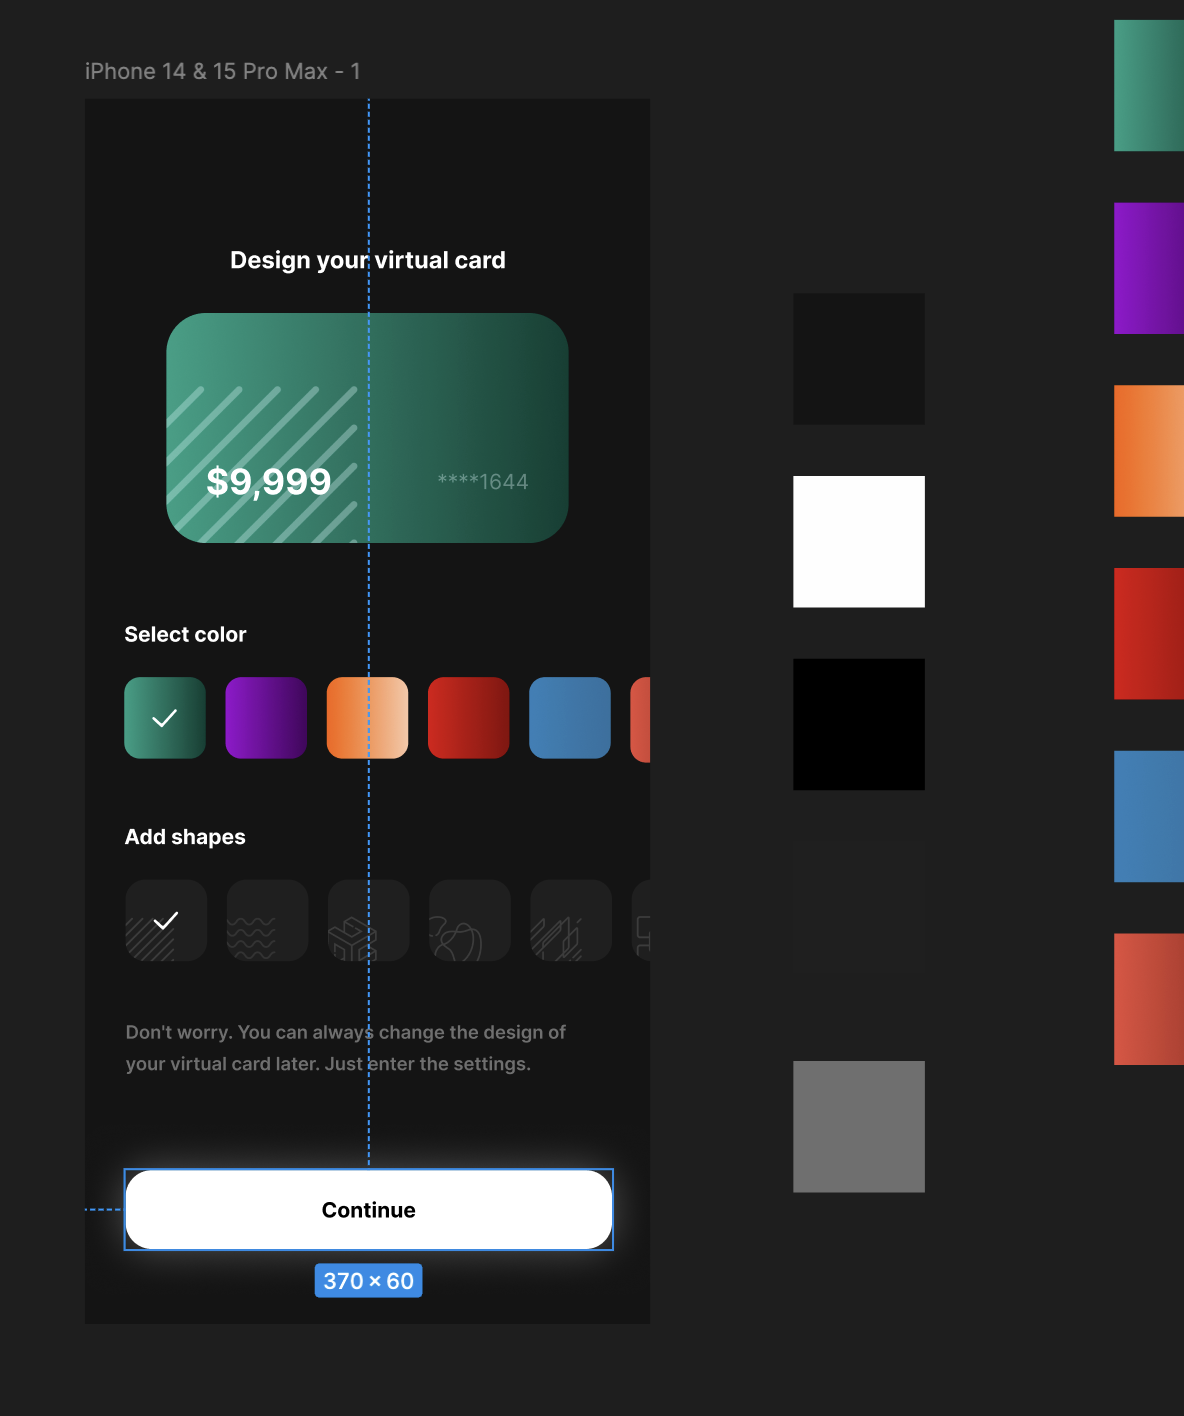 iPhone 14 & 15 Pro Max - 1
Design your virtual card
$9,999
****1644
Select color
Add shapes
Don't worry. You can always change the design of
your virtual card later. Just enter the settings.
Continue
370 × 60